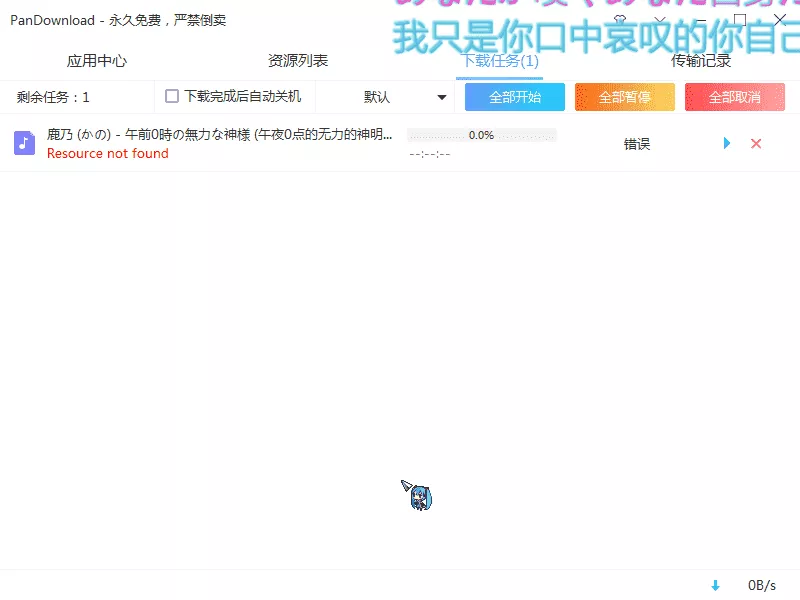 PanDownload - 永久免费，严禁倒卖
我只是你口中哀叹的你自己
应用中心
资源列表
下载任务(1)
传输记录
剩余任务：1
下载完成后自动关机
默认
全部开始
全部暂停
全部取消
鹿乃 (かの) - 午前0時の無力な神様 (午夜0点的无力的神明...
Resource not found
0.0%
--:--:--
错误
0B/s